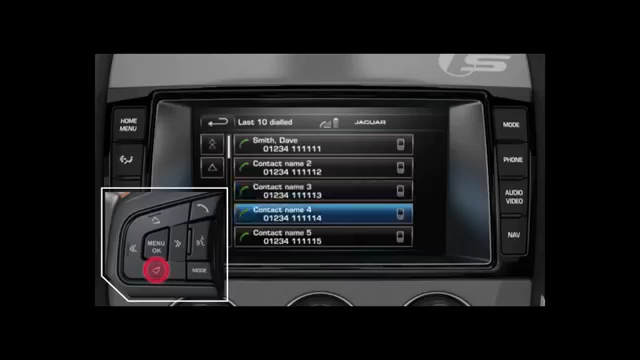 S
Last 10 dialled
JAGUAR
HOME
MENU
MODE
PHONE
AUDIO
VIDEO
NAV
Smith, Dave
01234 111111
Contact name 2
01234 111112
Contact name 3
01234 111113
Contact name 4
01234 111114
Contact name 5
01234 111115
MENU
OK
MODE